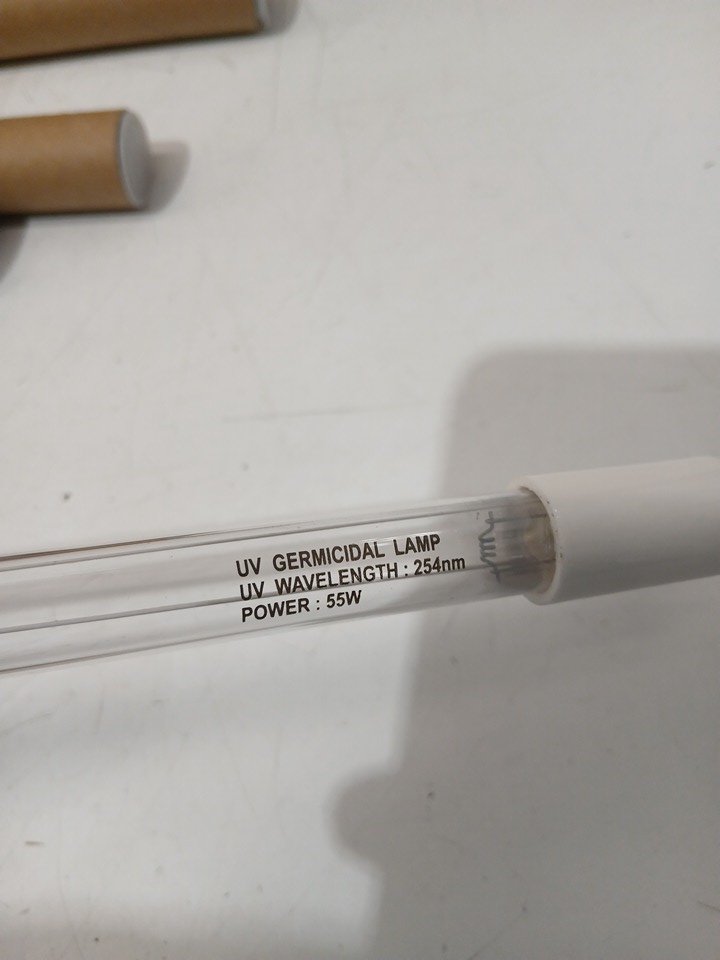 UV GERMICIDAL LAMP
UV WAVELENGTH : 254nm
POWER : 55W